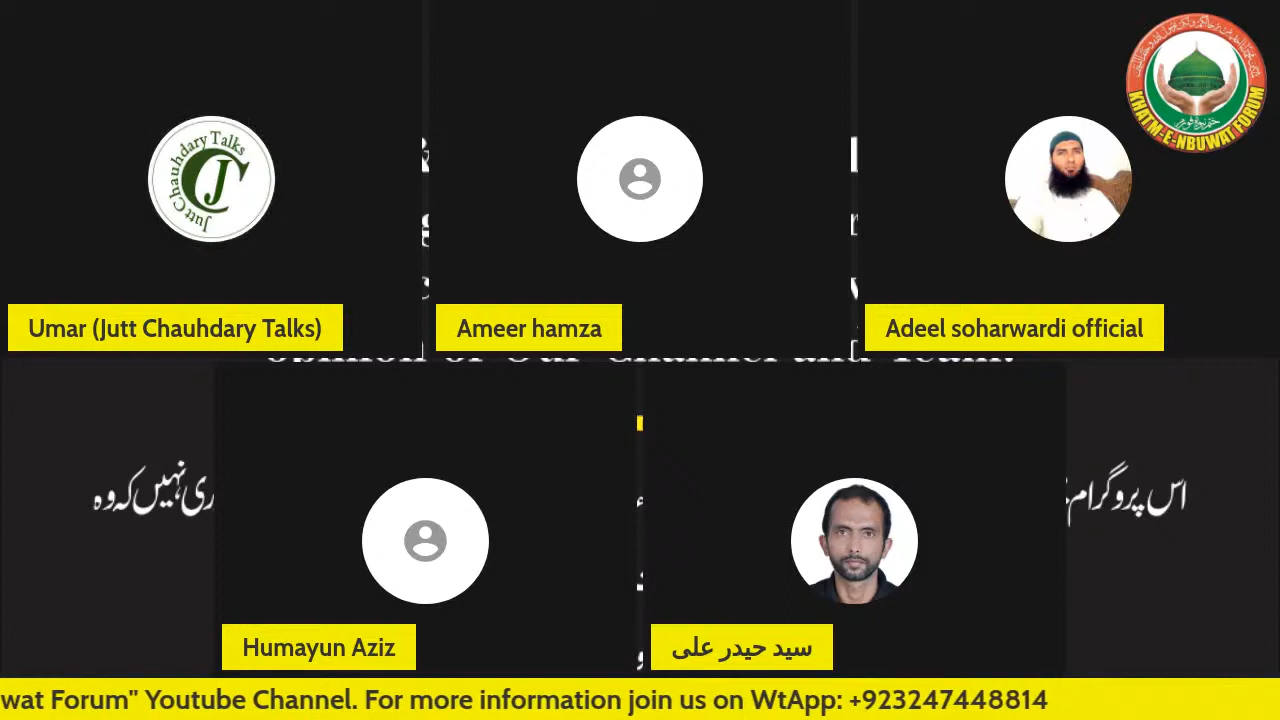 Jutt Chauhdary Talks
KHATM-E-NBUWAT FORUM
Umar (Jutt Chauhdary Talks)
Ameer hamza
Adeel soharwardi official
opinion of Our Channel and Team.
اس پروگرام
نہیں کہ وہ
Humayun Aziz
سید حیدر علی
wat Forum" Youtube Channel. For more information join us on WtApp: +923247448814